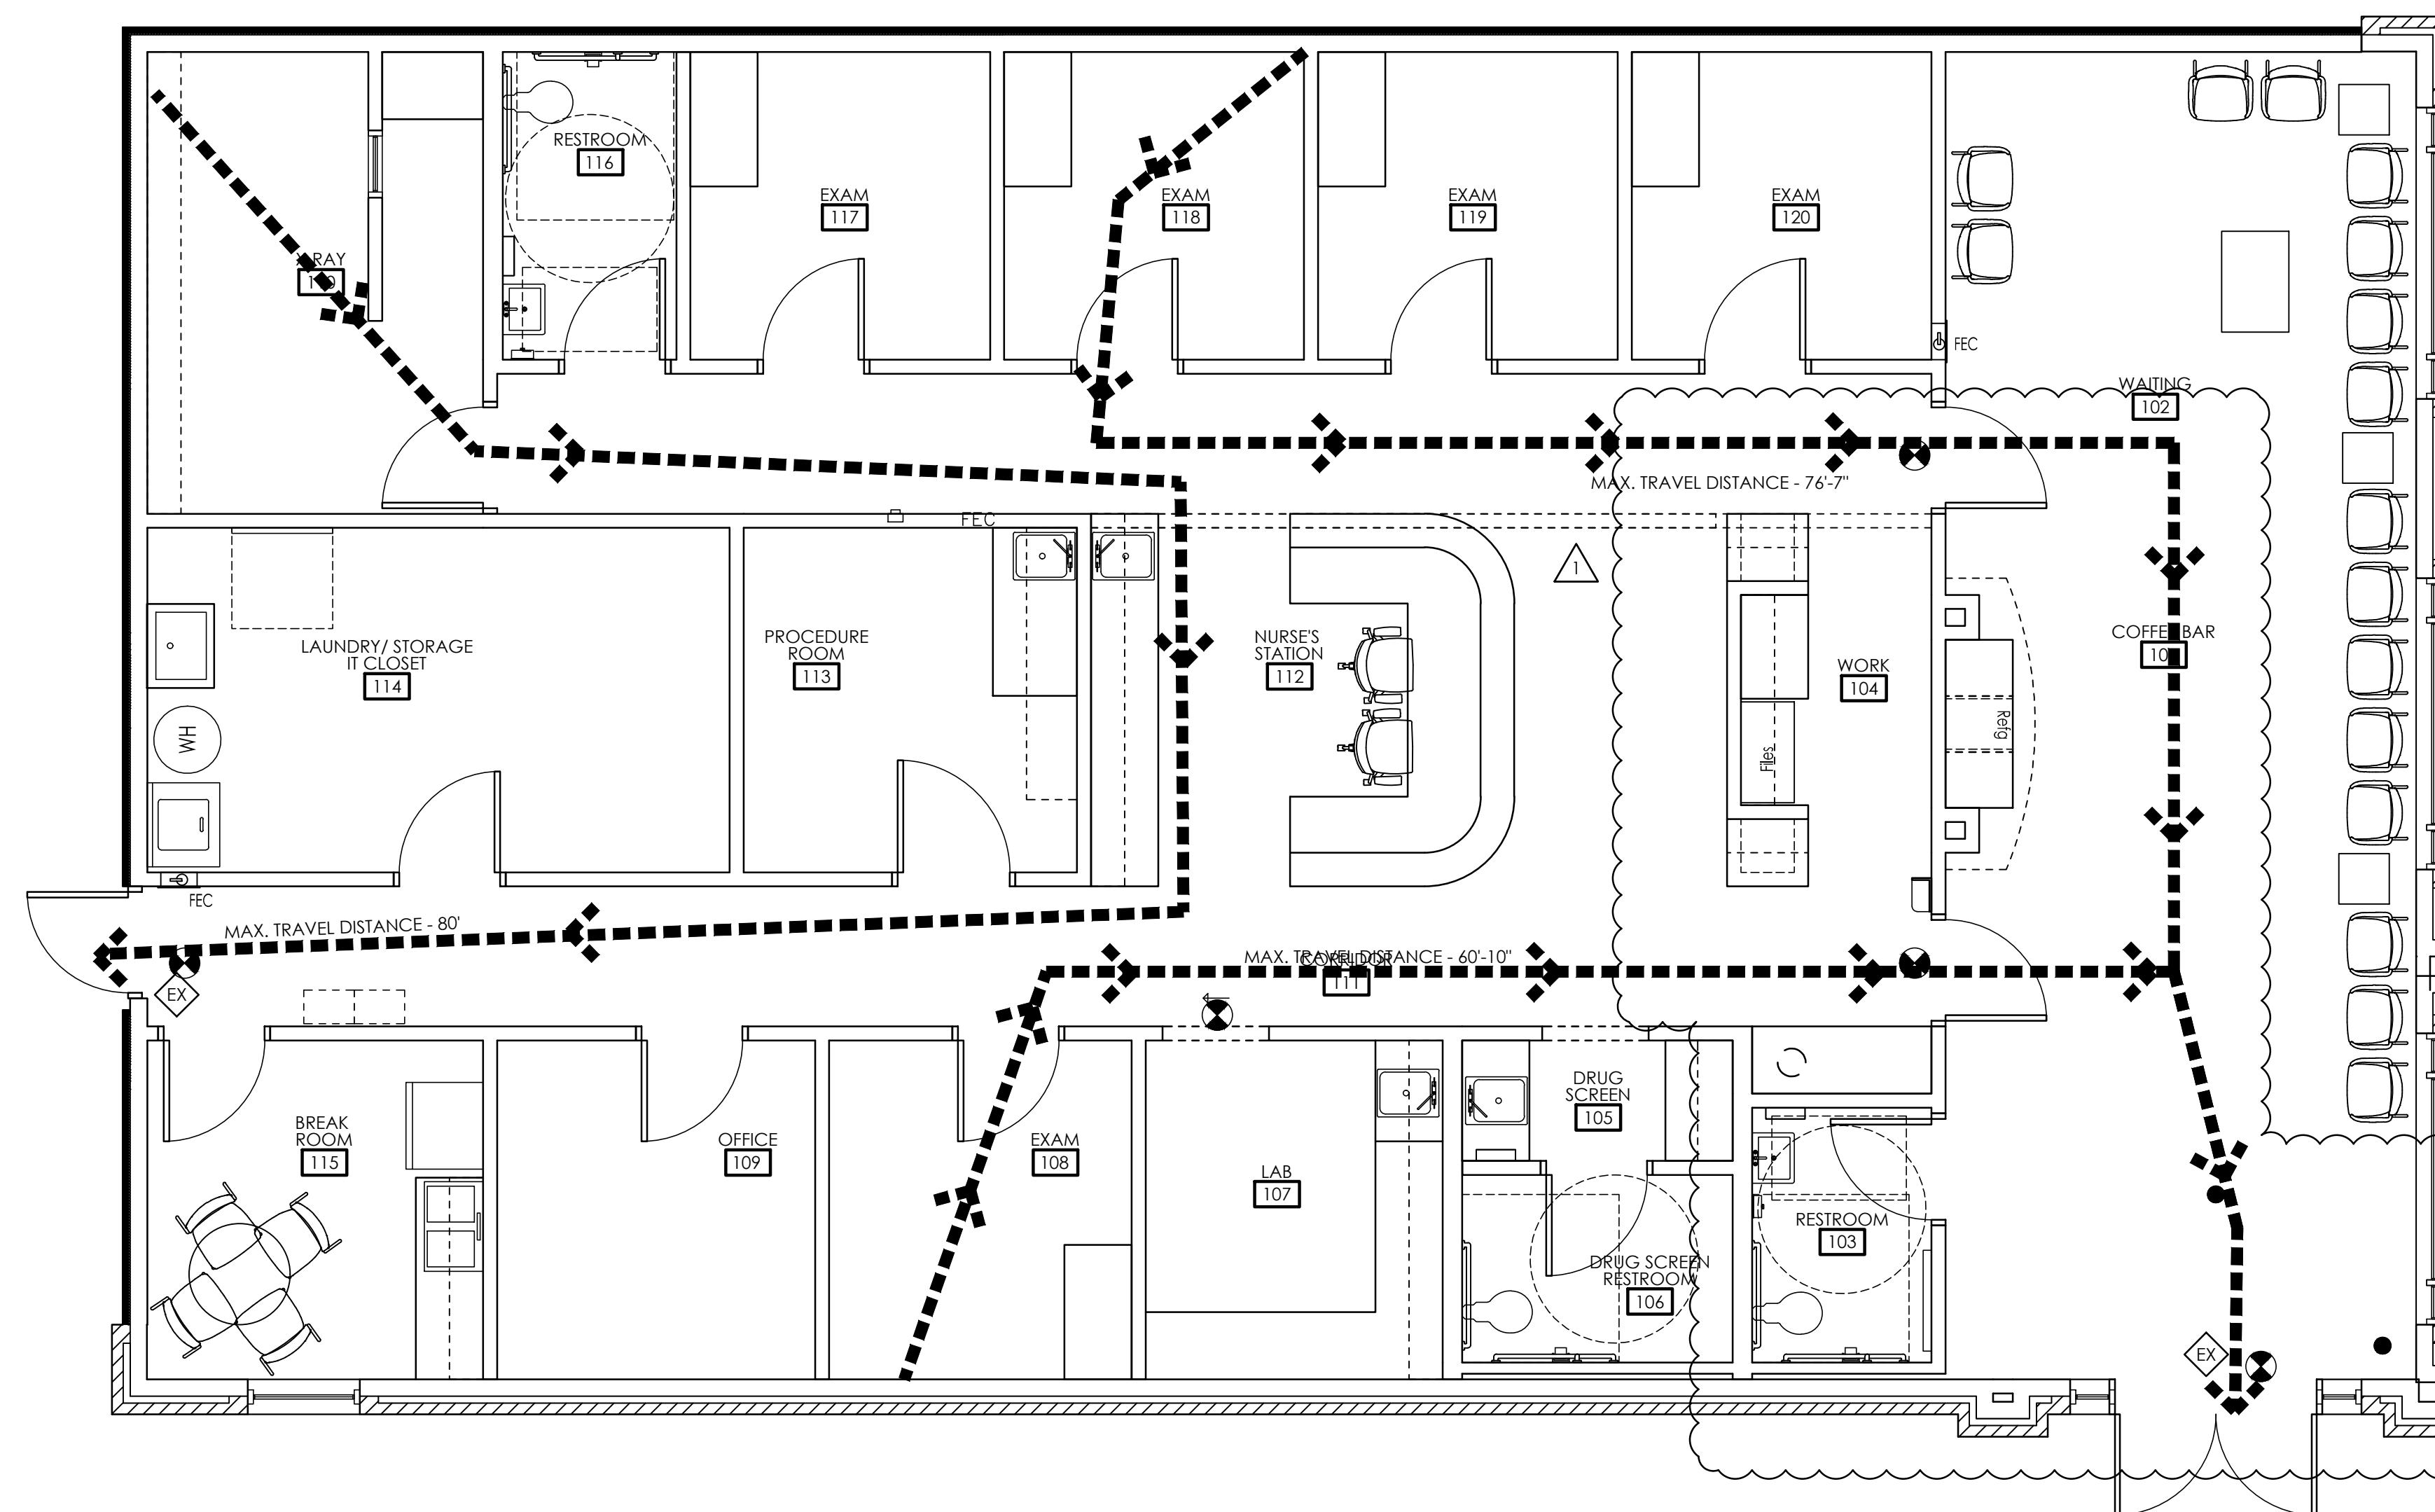 RESTROOM
116
EXAM
117
EXAM
118
EXAM
119
EXAM
120
RAY
FEC
WAITING
102
MAX. TRAVEL DISTANCE - 76'-7"
FEC
1
LAUNDRY/ STORAGE
IT CLOSET
114
PROCEDURE
ROOM
113
NURSE'S
STATION
112
WORK
104
COFFEE BAR
Refg
Files
WH
FEC
MAX. TRAVEL DISTANCE - 80'
EX
MAX. TRAVEL DISTANCE - 60'-10"
CORRIDOR
111
BREAK
ROOM
115
OFFICE
109
EXAM
108
LAB
107
DRUG
SCREEN
105
DRUG SCREEN
RESTROOM
106
RESTROOM
103
EX